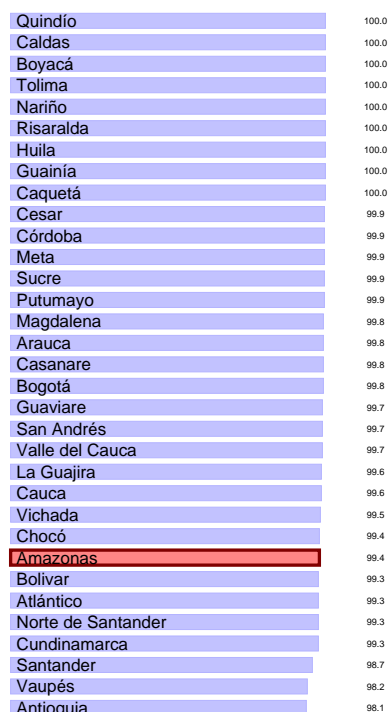 Quindío 100.0
Caldas 100.0
Boyacá 100.0
Tolima 100.0
Nariño 100.0
Risaralda 100.0
Huila 100.0
Guainía 100.0
Caquetá 100.0
Cesar 99.9
Córdoba 99.9
Meta 99.9
Sucre 99.9
Putumayo 99.9
Magdalena 99.8
Arauca 99.8
Casanare 99.8
Bogotá 99.8
Guaviare 99.7
San Andrés 99.7
Valle del Cauca 99.7
La Guajira 99.6
Cauca 99.6
Vichada 99.5
Chocó 99.4
Amazonas 99.4
Bolivar 99.3
Atlántico 99.3
Norte de Santander 99.3
Cundinamarca 99.3
Santander 98.7
Vaupés 98.2
Antioquia 98.1